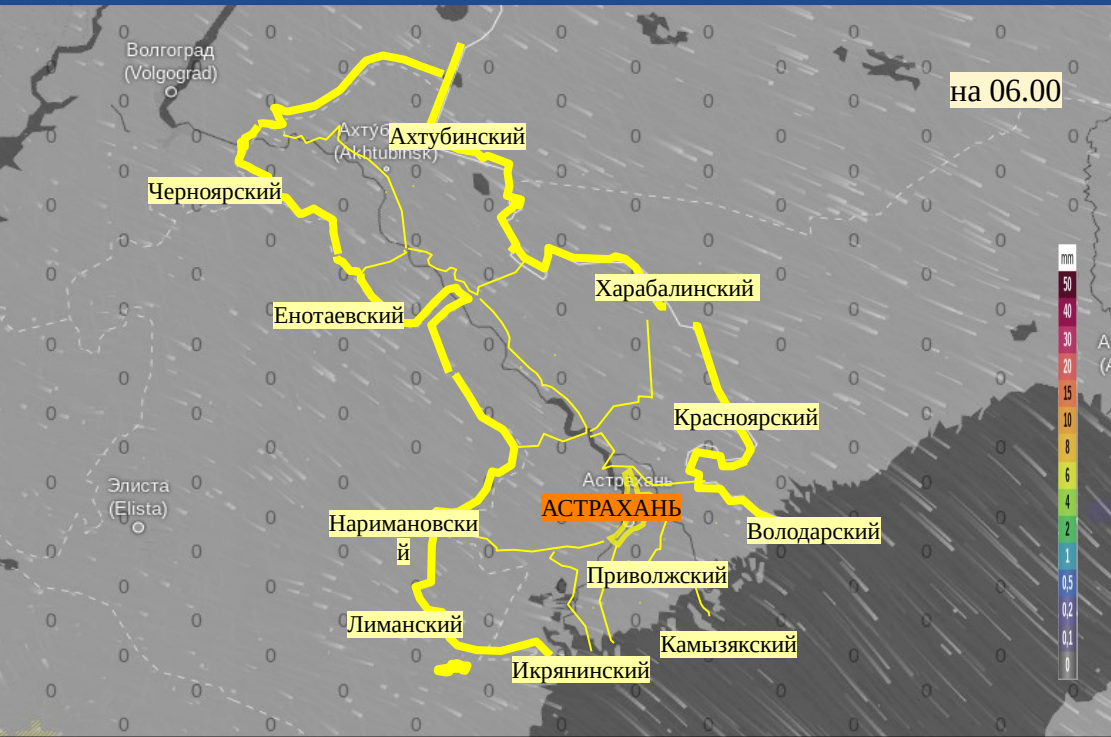 Волгоград
(Volgograd)
на 06.00
Ахту́б
Ахтубинский
(Akhtubinsk)
Черноярский
mm
50
40
30
20
15
10
8
6
4
2
1
0,5
0,2
0,1
0
Харабалинский
Енотаевский
А
(А
Красноярский
Элиста
(Elista)
Астрахань
АСТРАХАНЬ
Наримановски
й
Володарский
Приволжский
Лиманский
Камызякский
Икрянинский